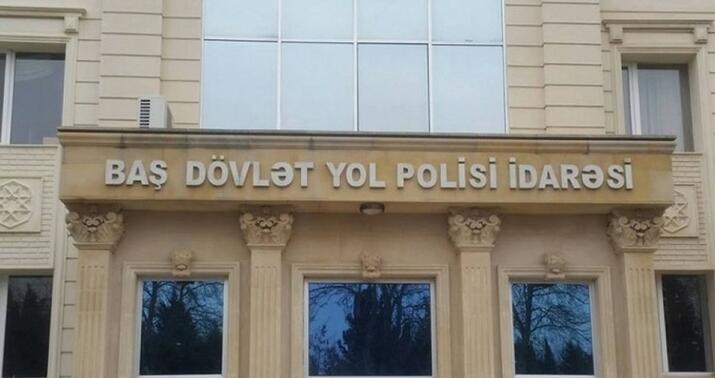 BAŞ DÖVLƏT YOL POLİSİ İDARƏSİ